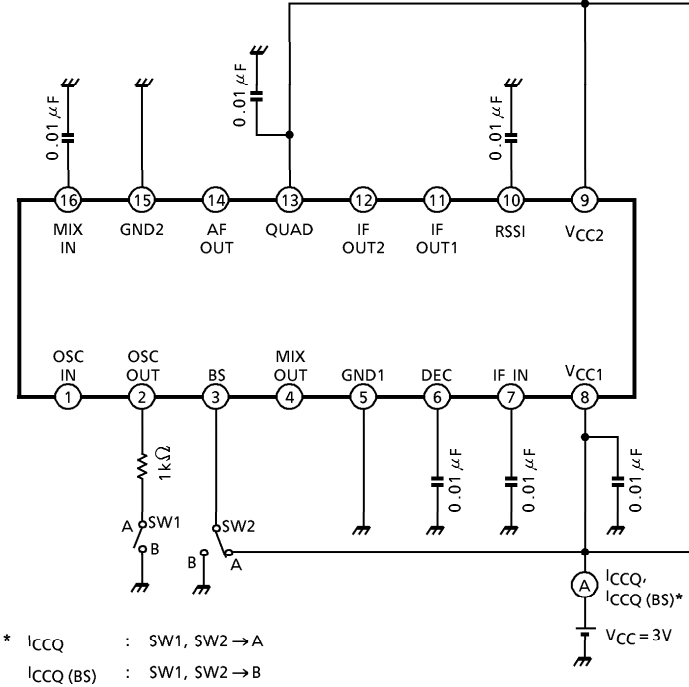 0.01 μF
0.01 μF
0.01 μF
16 15 14 13 12 11 10 9
MIX IN
GND2
AF OUT
QUAD
IF OUT2
IF OUT1
RSSI
VCC2
OSC IN
OSC OUT
BS
MIX OUT
GND1
DEC
IF IN
VCC1
1 2 3 4 5 6 7 8
1kΩ
0.01 μF
0.01 μF
0.01 μF
A SW1
B
SW2
B A
A
ICCQ,
ICCQ (BS)*
VCC = 3V
* ICCQ : SW1, SW2 → A
ICCQ (BS) : SW1, SW2 → B